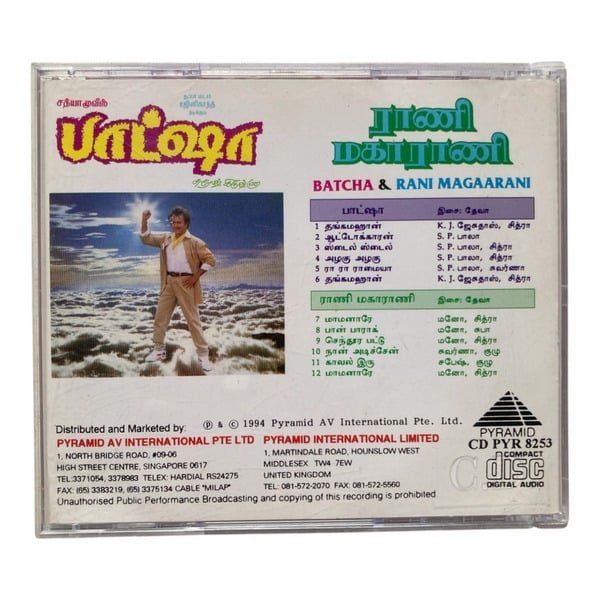 சத்யாமூவிஸ்
சூப்பர் ஸ்டார்
ரஜினிகாந்த்
நடிக்கும்
பாட்ஷா
ராணி
மகாராணி
BATCHA & RANI MAGAARANI
பாட்ஷா இசை: தேவா
1 தங்கமஹான் K. J. ஜேசுதாஸ், சித்ரா
2 ஆட்டோக்காரன் S. P. பாலா
3 ஸ்டைல் ஸ்டைல் S. P. பாலா, சித்ரா
4 அழகு அழகு S. P. பாலா, சித்ரா
5 ரா ரா ராமையா S. P. பாலா, சுவர்ணா
6 தங்கமஹான் K. J. ஜேசுதாஸ், சித்ரா
ராணி மகாராணி இசை: தேவா
7 மாமனாரே மனோ, சித்ரா
8 பான் பாராக் மனோ, சுபா
9 செந்தூர பட்டு மனோ, சித்ரா
10 நான் அடிச்சேன் சுவர்ணா, குழு
11 காவல் இரு சுபேஷ், குழு
12 மாமனாரே மனோ, சித்ரா
Distributed and Marketed by: ℗ & © 1994 Pyramid AV International Pte. Ltd.
PYRAMID AV INTERNATIONAL PTE LTD
1, NORTH BRIDGE ROAD, #09-06
HIGH STREET CENTRE, SINGAPORE 0617
TEL:3371054, 3378983 TELEX: HARDIAL RS24275
FAX: (65) 3383219, (65) 3375134 CABLE "MILAP"
PYRAMID INTERNATIONAL LIMITED
1, MARTINDALE ROAD, HOUNSLOW WEST
MIDDLESEX TW4 7EW
UNITED KINGDOM
TEL: 081-572-2070 FAX: 081-572-5560
Unauthorised Public Performance Broadcasting and copying of this recording is prohibited
PYRAMID
CD PYR 8253
COMPACT
disc
DIGITAL AUDIO